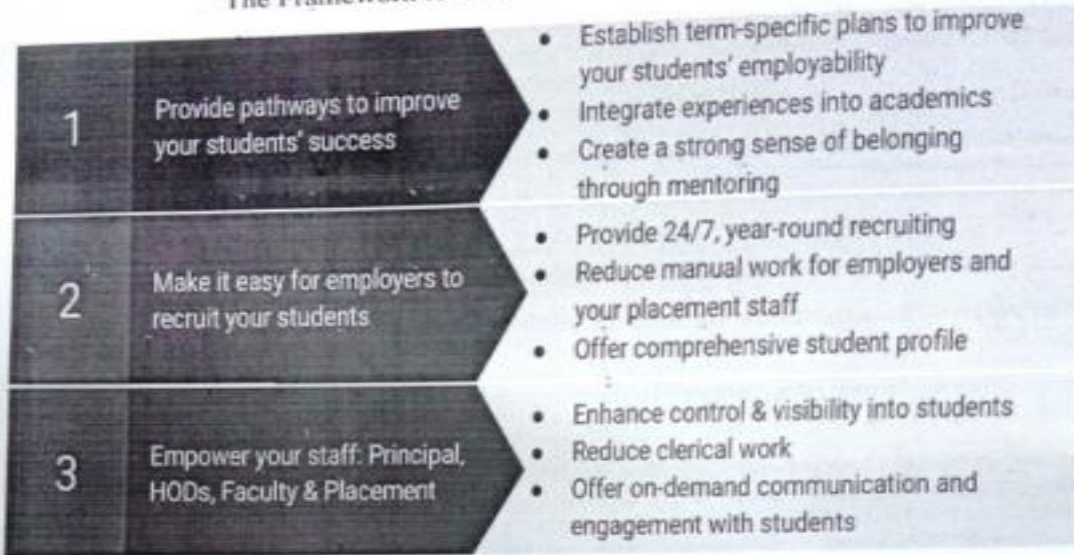 The Framework
1
Provide pathways to improve
your students' success
• Establish term-specific plans to improve
your students' employability
• Integrate experiences into academics
• Create a strong sense of belonging
through mentoring
2
Make it easy for employers to
recruit your students
• Provide 24/7, year-round recruiting
• Reduce manual work for employers and
your placement staff
• Offer comprehensive student profile
3
Empower your staff: Principal,
HODs, Faculty & Placement
• Enhance control & visibility into students
• Reduce clerical work
• Offer on-demand communication and
engagement with students